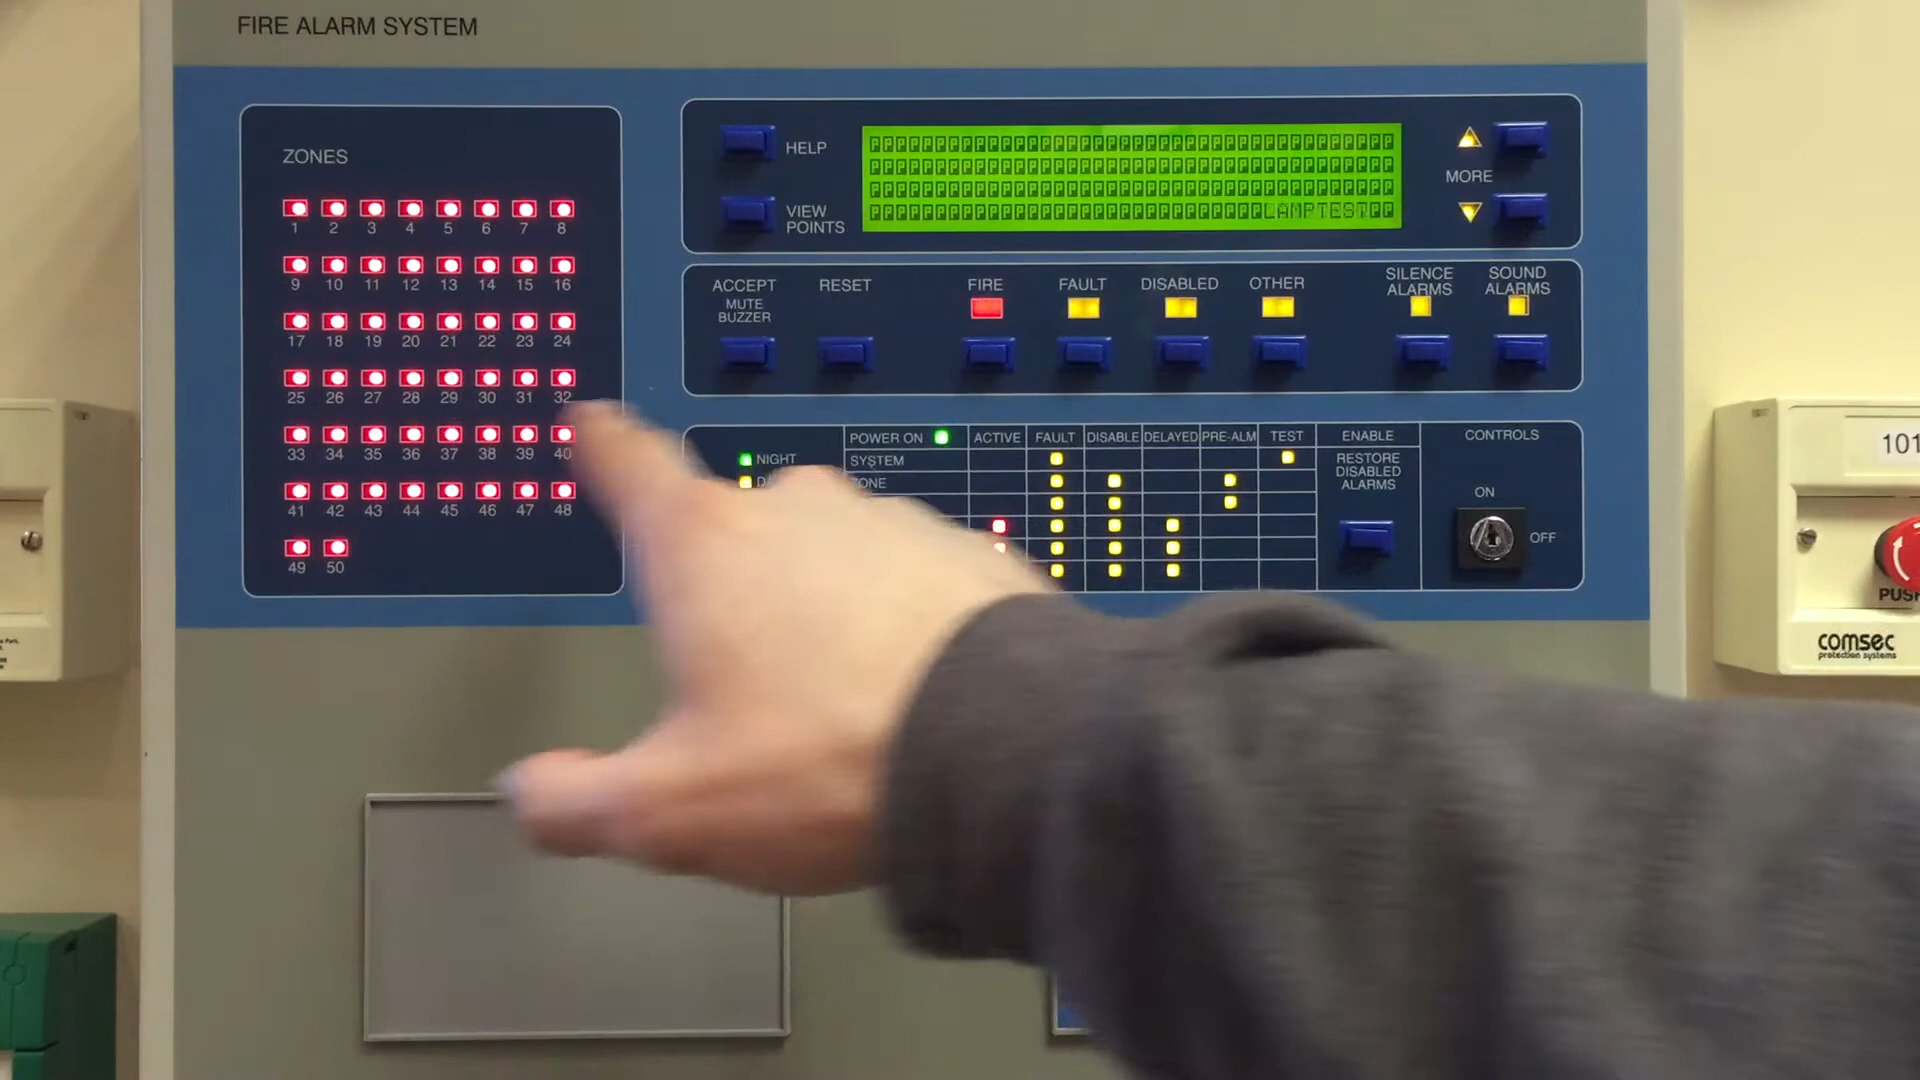 FIRE ALARM SYSTEM
ZONES
1 2 3 4 5 6 7 8
9 10 11 12 13 14 15 16
17 18 19 20 21 22 23 24
25 26 27 28 29 30 31 32
33 34 35 36 37 38 39 40
41 42 43 44 45 46 47 48
49 50
HELP
VIEW
POINTS
MORE
ACCEPT
MUTE
BUZZER
RESET
FIRE
FAULT
DISABLED
OTHER
SILENCE
ALARMS
SOUND
ALARMS
NIGHT
POWER ON
ACTIVE
FAULT
DISABLE
DELAYED
PRE-ALM
TEST
SYSTEM
ZONE
ENABLE
RESTORE
DISABLED
ALARMS
CONTROLS
ON
OFF
101
PUSH
comsec
protection systems